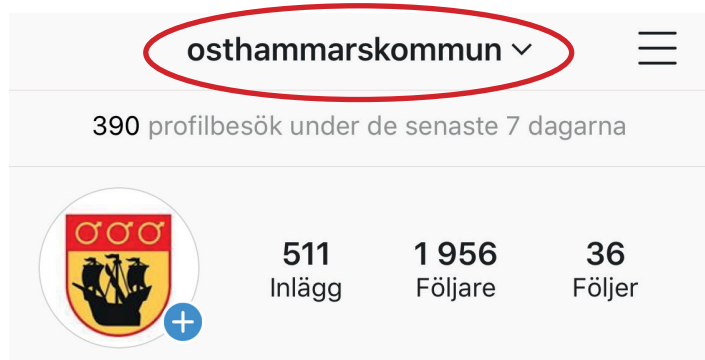 osthammarskommun
390 profilbesök under de senaste 7 dagarna
511 1 956 36
Inlägg Följare Följer